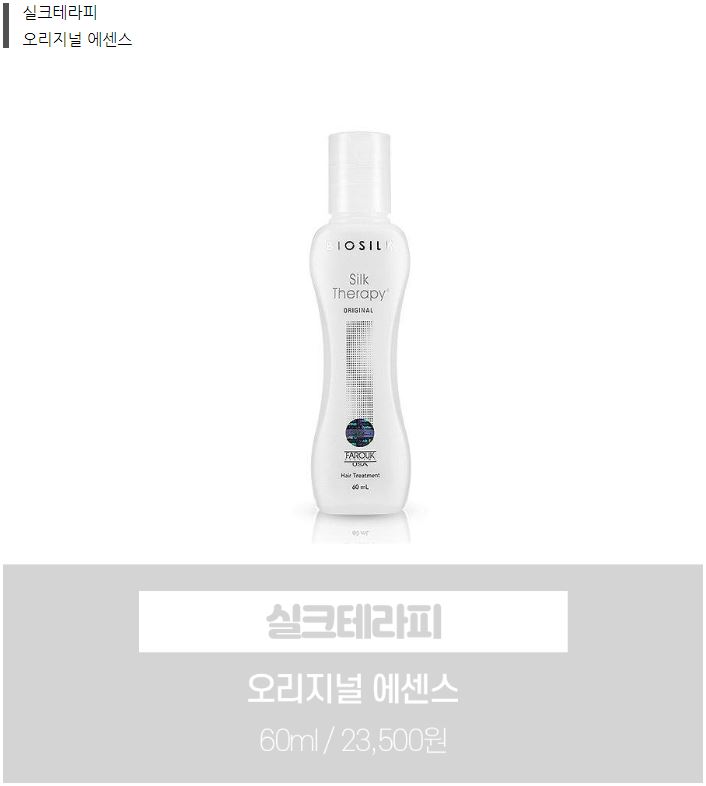 실크테라피
오리지널 에센스
BIOSILK
Silk
Therapy®
ORIGINAL
FAROUK
USA
Hair Treatment
60 mL
실크테라피
오리지널 에센스
60ml / 23,500원